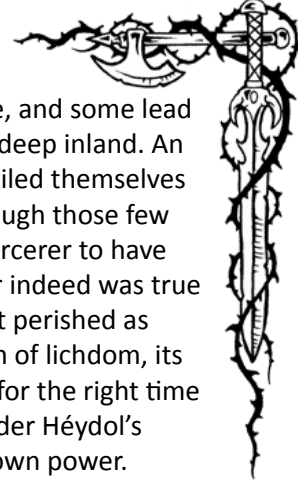 e, and some lead
deep inland. An
iled themselves
ugh those few
rcerer to have
r indeed was true
t perished as
n of lichdom, its
for the right time
der Héydol's
own power.